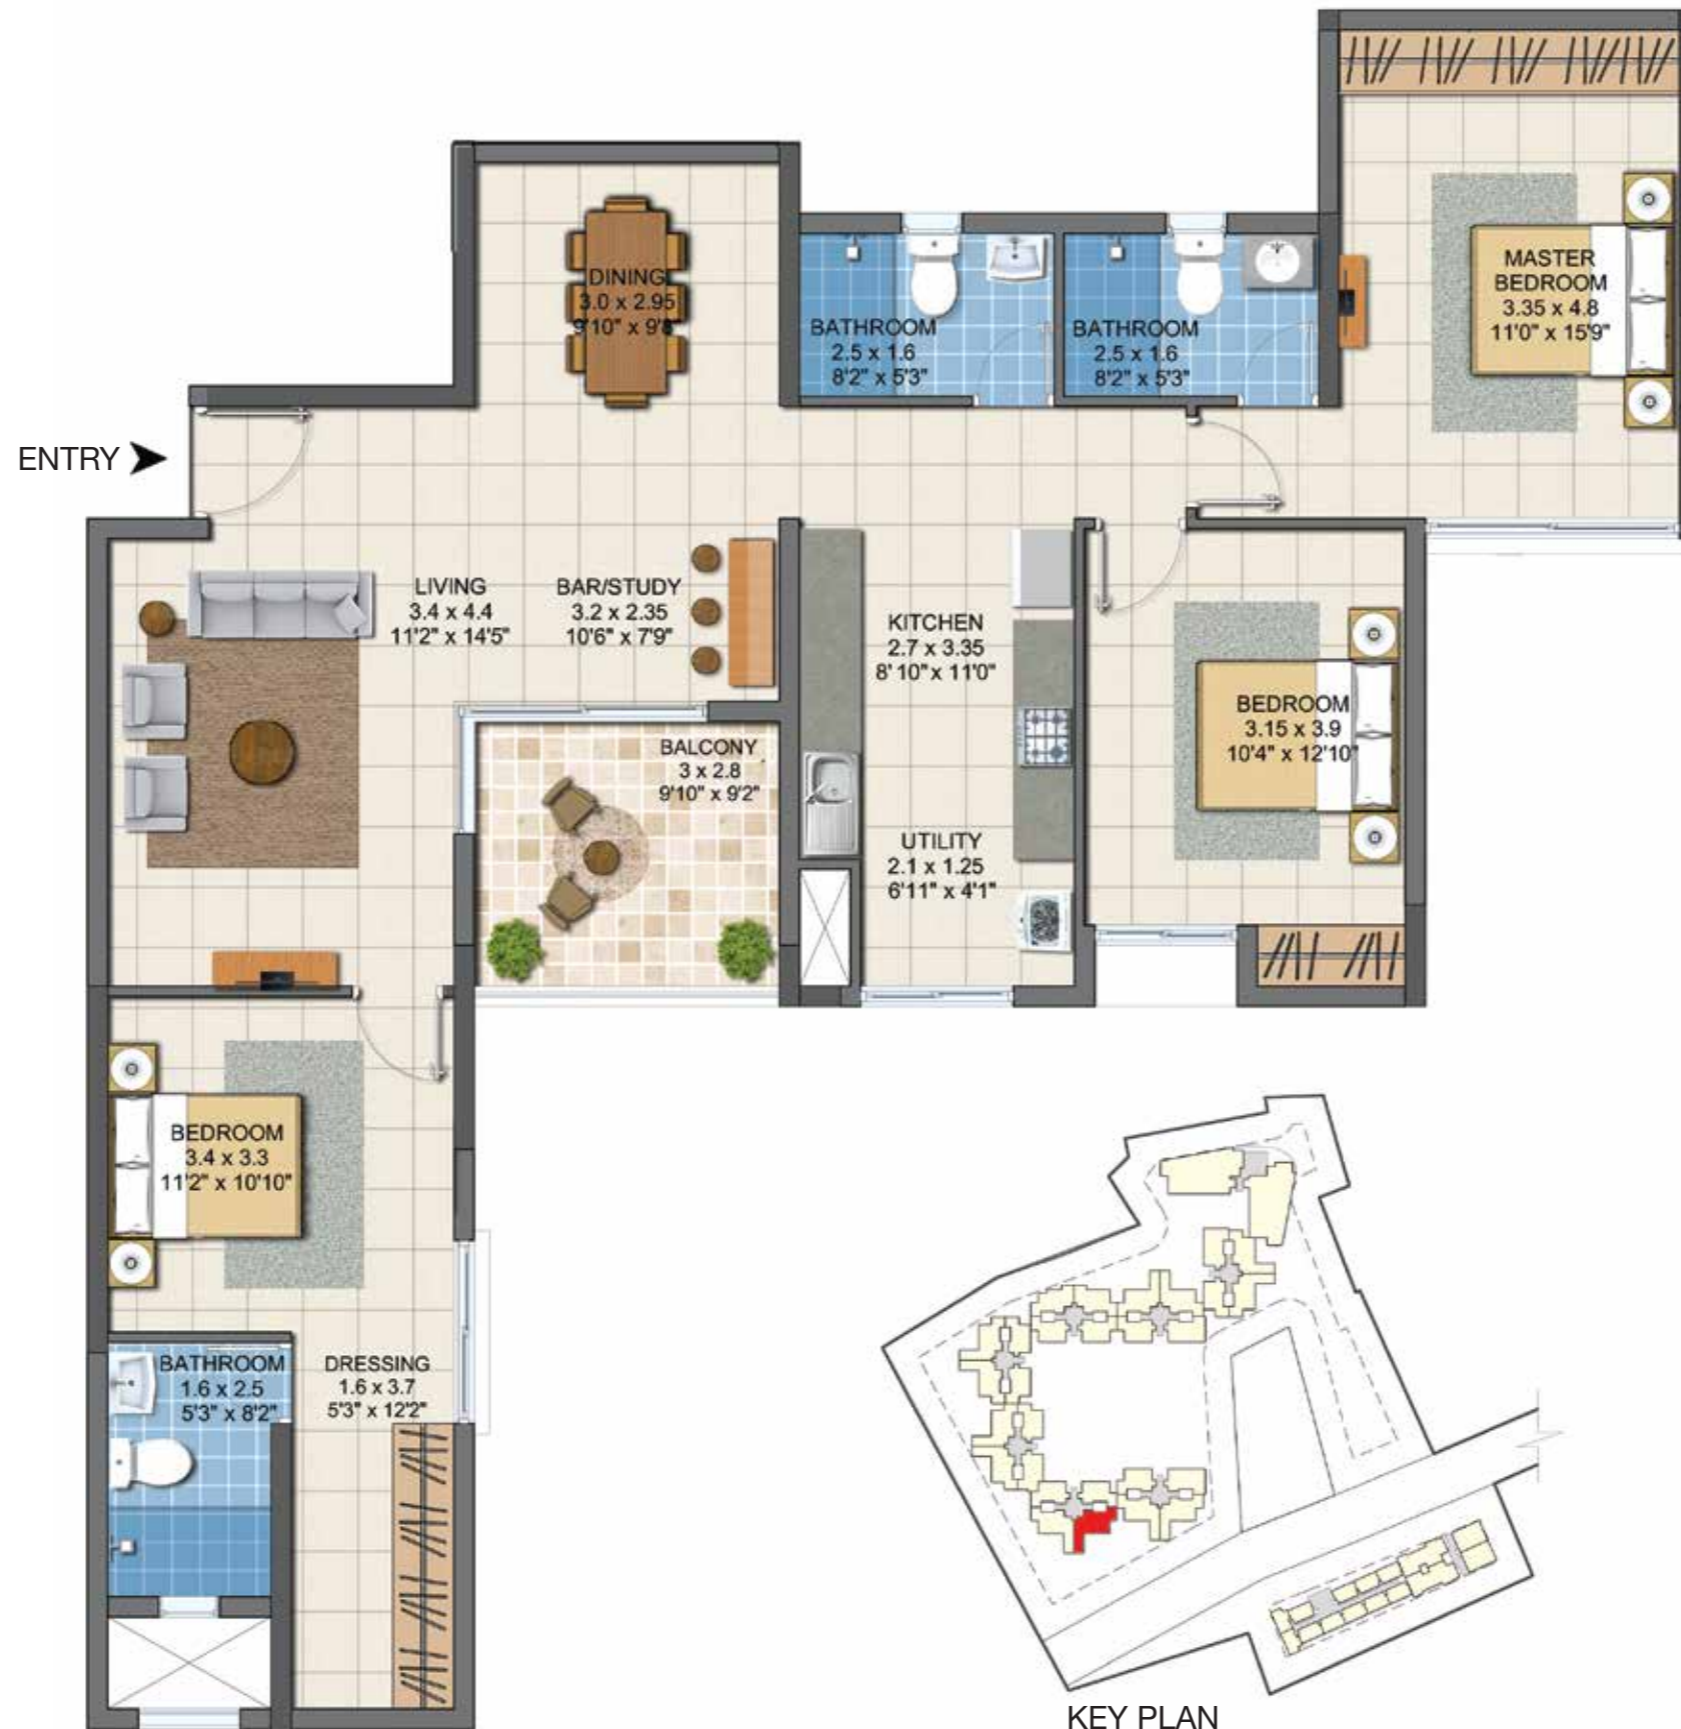 ENTRY
DINING
3.0 x 2.95
9'10" x 9'8"
BATHROOM
2.5 x 1.6
8'2" x 5'3"
BATHROOM
2.5 x 1.6
8'2" x 5'3"
MASTER
BEDROOM
3.35 x 4.8
11'0" x 15'9"
LIVING
3.4 x 4.4
11'2" x 14'5"
BAR/STUDY
3.2 x 2.35
10'6" x 7'9"
KITCHEN
2.7 x 3.35
8'10" x 11'0"
BEDROOM
3.15 x 3.9
10'4" x 12'10"
BALCONY
3 x 2.8
9'10" x 9'2"
UTILITY
2.1 x 1.25
6'11" x 4'1"
BEDROOM
3.4 x 3.3
11'2" x 10'10"
BATHROOM
1.6 x 2.5
5'3" x 8'2"
DRESSING
1.6 x 3.7
5'3" x 12'2"
KEY PLAN